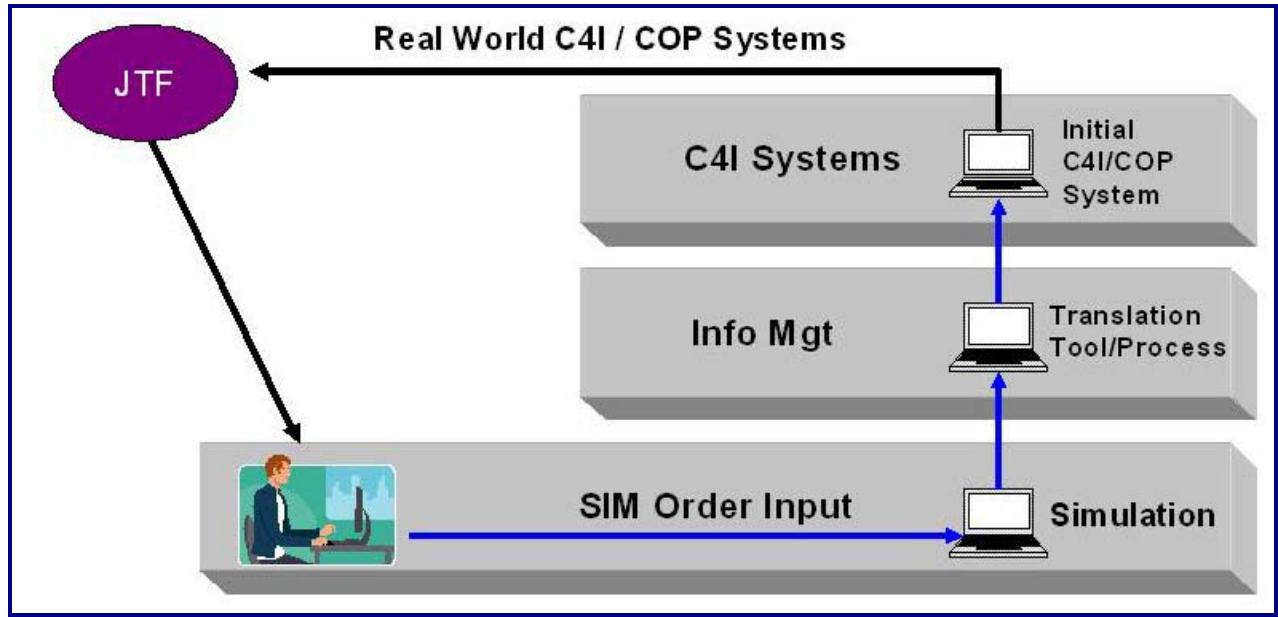 Real World C4I / COP Systems
JTF
C4I Systems
Initial
C4I/COP
System
Info Mgt
Translation
Tool/Process
SIM Order Input
Simulation